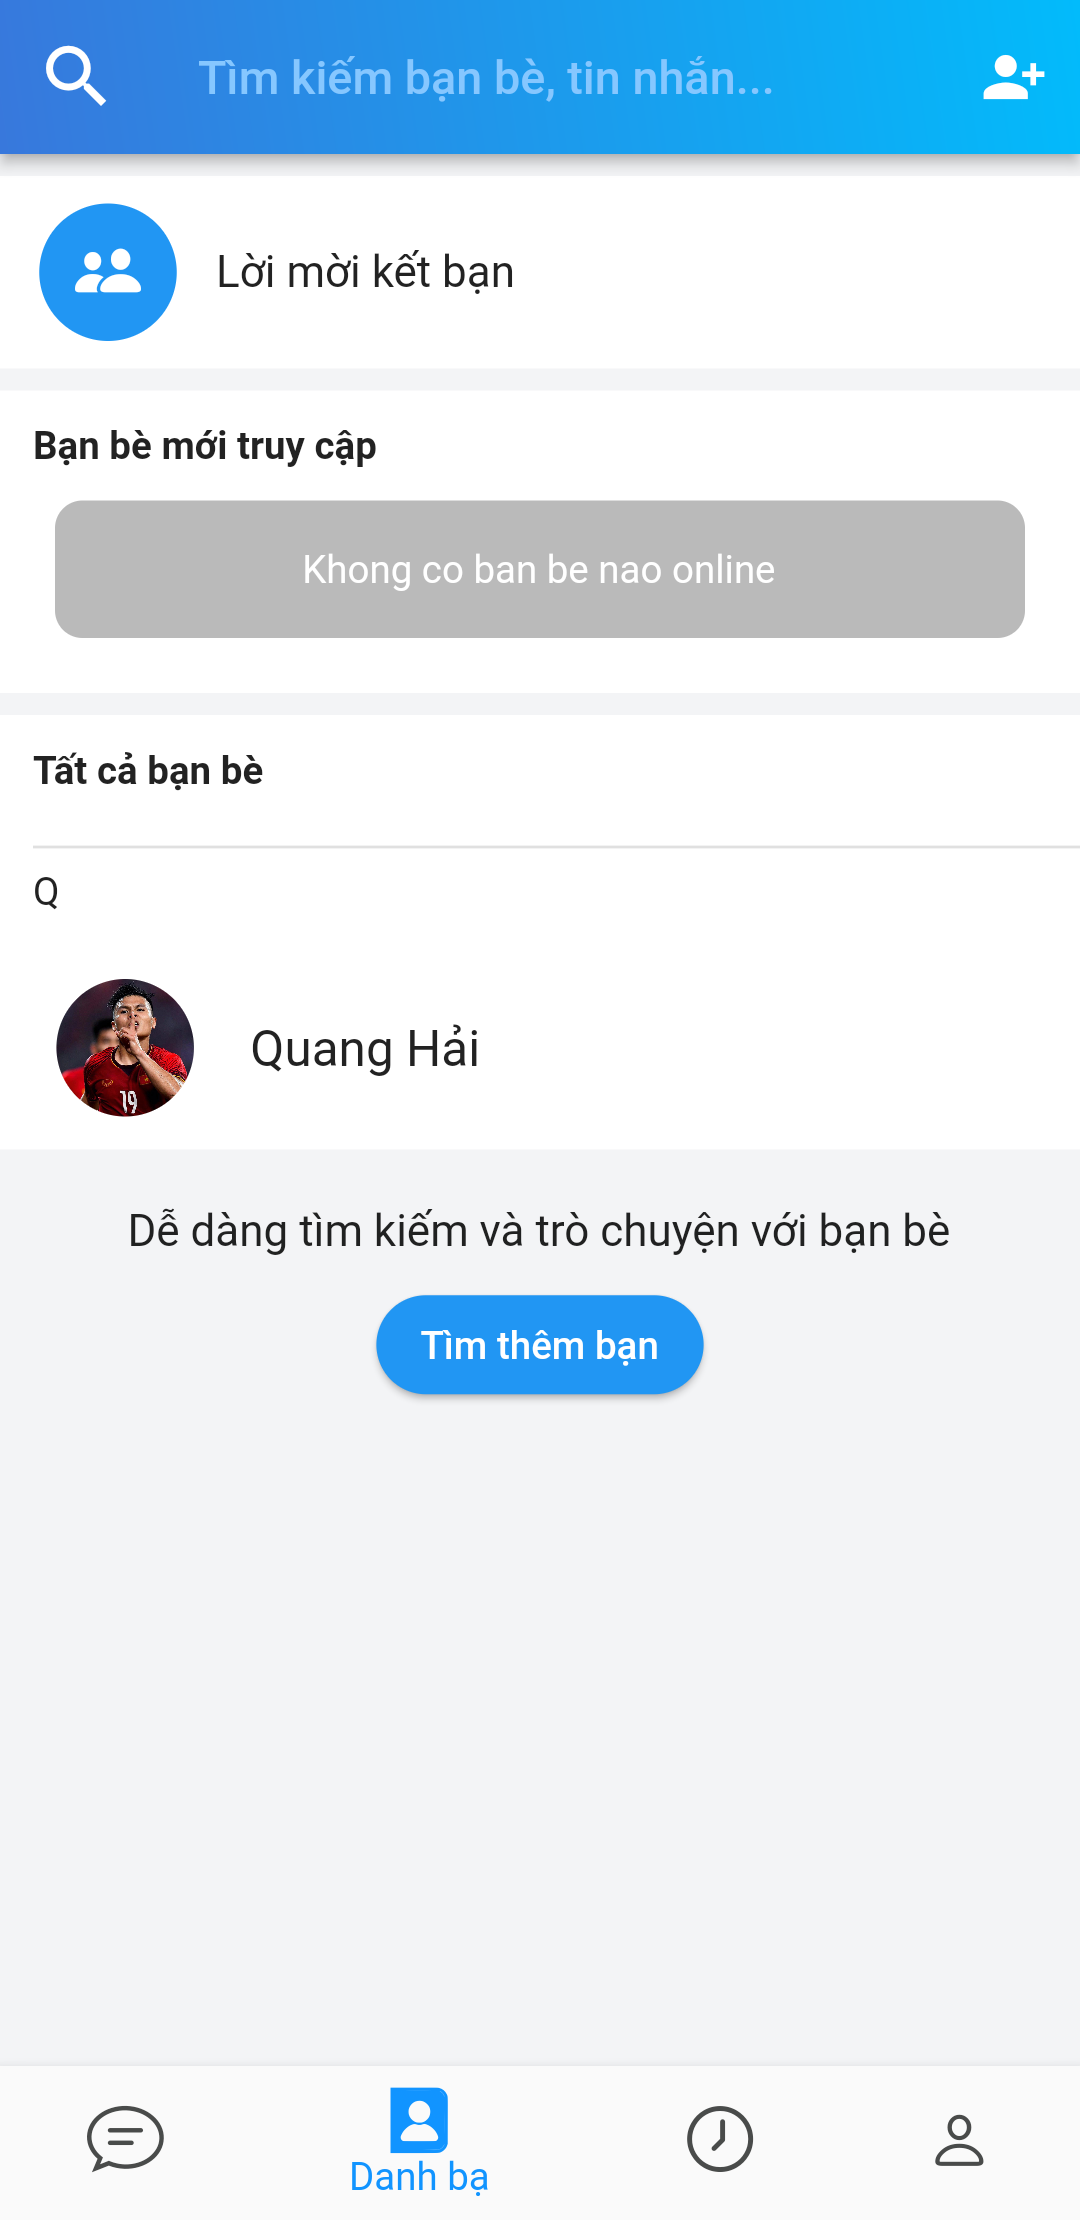 Tìm kiếm bạn bè, tin nhắn...
Lời mời kết bạn
Bạn bè mới truy cập
Khong co ban be nao online
Tất cả bạn bè
Q
19
Quang Hải
Dễ dàng tìm kiếm và trò chuyện với bạn bè
Tìm thêm bạn
Danh bạ